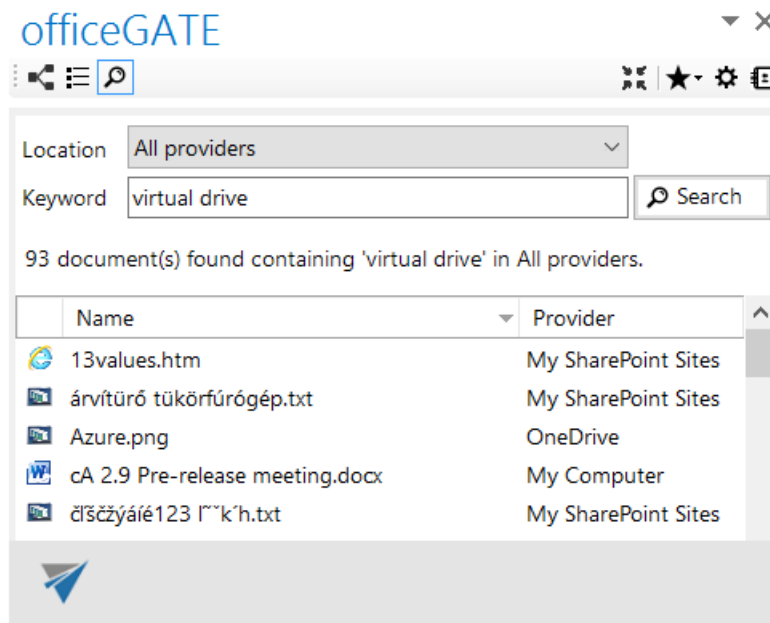 officeGATE
Location All providers
Keyword virtual drive Search
93 document(s) found containing 'virtual drive' in All providers.
Name Provider
13values.htm My SharePoint Sites
árvítürő tükörfúrógép.txt My SharePoint Sites
Azure.png OneDrive
cA 2.9 Pre-release meeting.docx My Computer
čľščžýáíé123 ľ˜ˇk´h.txt My SharePoint Sites